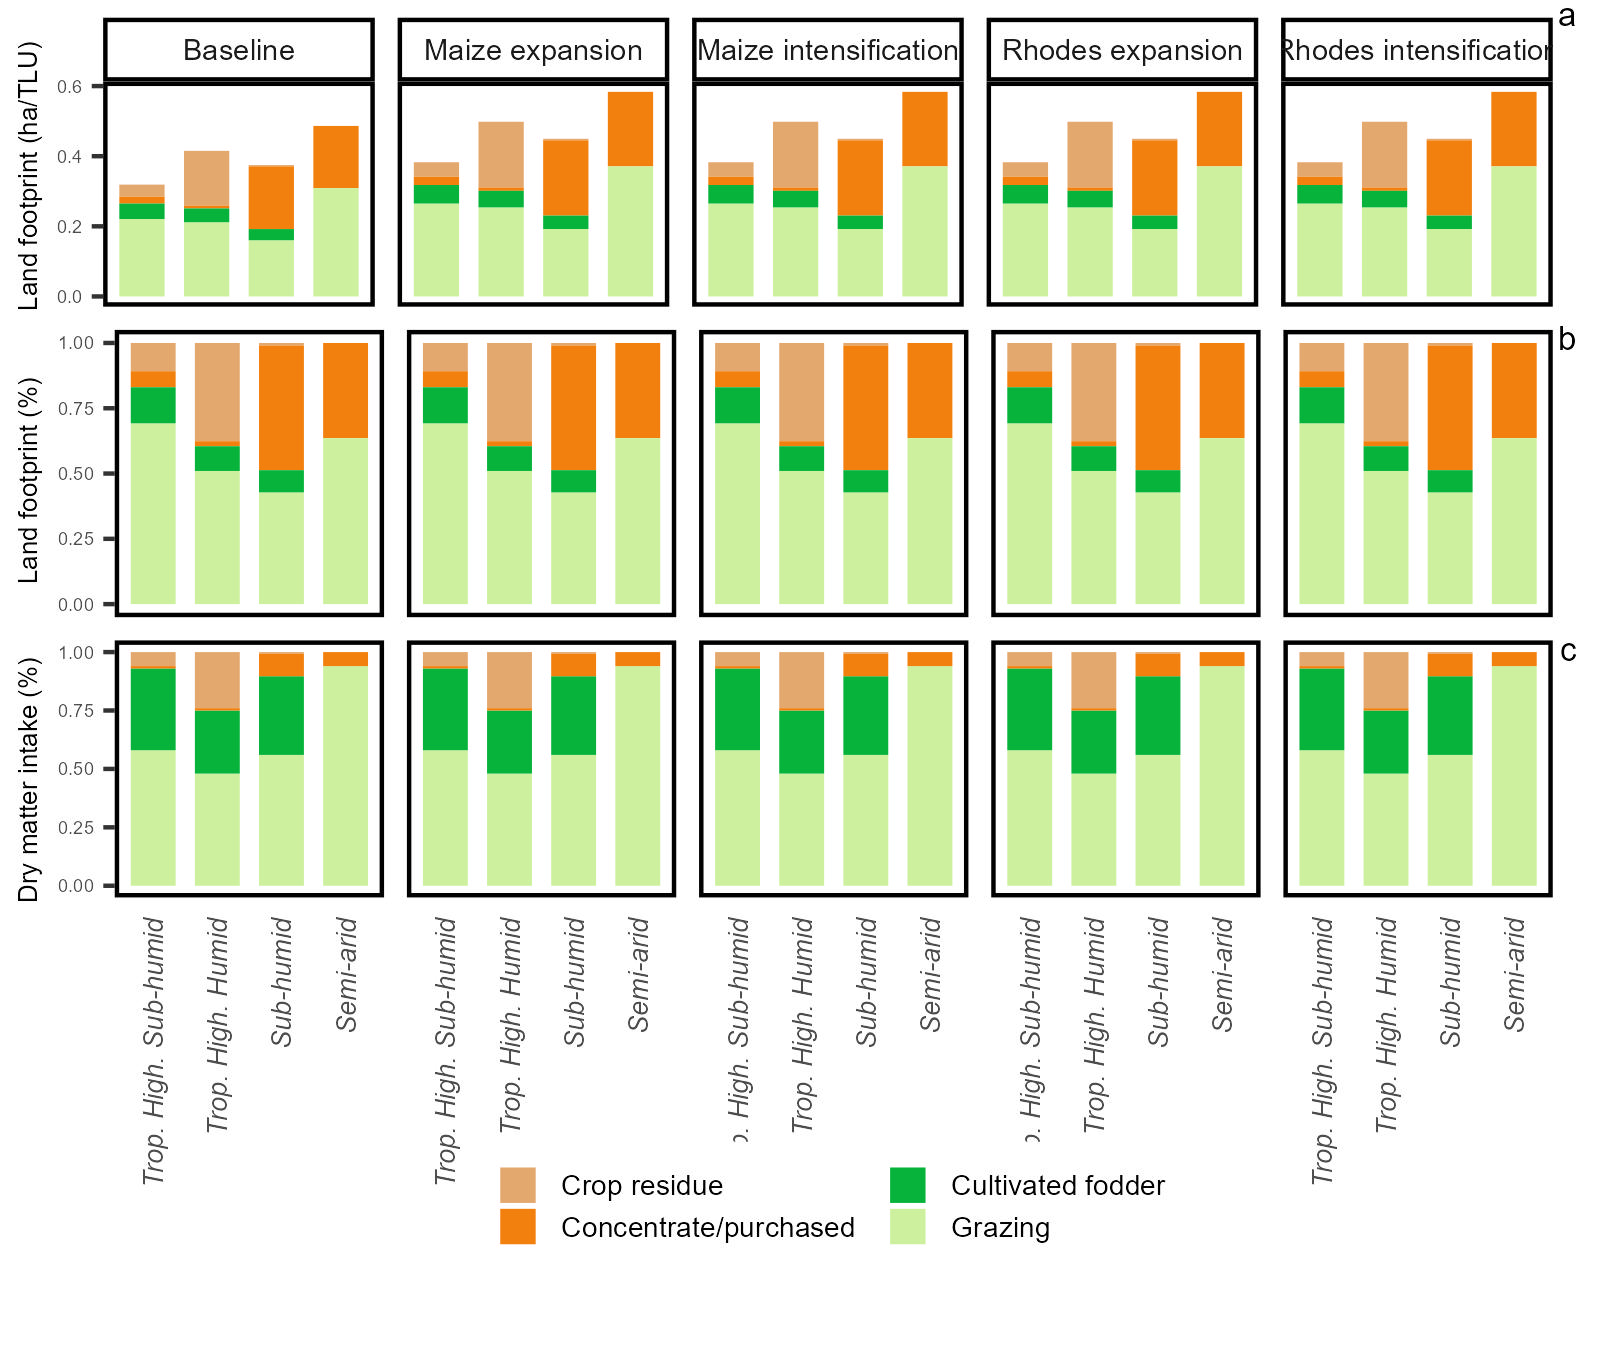 a
Baseline
Maize expansion
Maize intensification
Rhodes expansion
Rhodes intensification
Land footprint (ha/TLU)
0.6
0.4
0.2
0.0
b
Land footprint (%)
1.00
0.75
0.50
0.25
0.00
c
Dry matter intake (%)
1.00
0.75
0.50
0.25
0.00
Trop. High. Sub-humid
Trop. High. Humid
Sub-humid
Semi-arid
Trop. High. Sub-humid
Trop. High. Humid
Sub-humid
Semi-arid
p. High. Sub-humid
Trop. High. Humid
Sub-humid
Semi-arid
p. High. Sub-humid
Trop. High. Humid
Sub-humid
Semi-arid
Trop. High. Sub-humid
Trop. High. Humid
Sub-humid
Semi-arid
Crop residue
Cultivated fodder
Concentrate/purchased
Grazing